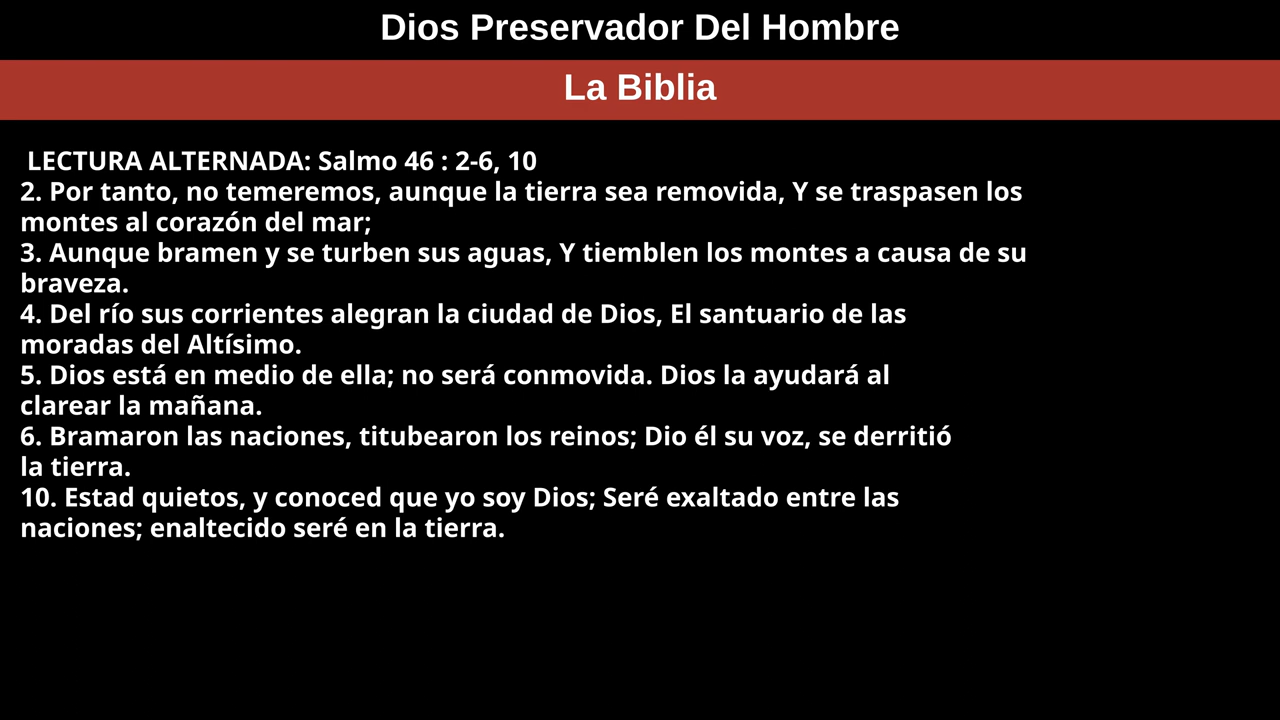 Dios Preservador Del Hombre
La Biblia
LECTURA ALTERNADA: Salmo 46 : 2-6, 10
2. Por tanto, no temeremos, aunque la tierra sea removida, Y se traspasen los
montes al corazón del mar;
3. Aunque bramen y se turben sus aguas, Y tiemblen los montes a causa de su
braveza.
4. Del río sus corrientes alegran la ciudad de Dios, El santuario de las
moradas del Altísimo.
5. Dios está en medio de ella; no será conmovida. Dios la ayudará al
clarear la mañana.
6. Bramaron las naciones, titubearon los reinos; Dio él su voz, se derritió
la tierra.
10. Estad quietos, y conoced que yo soy Dios; Seré exaltado entre las
naciones; enaltecido seré en la tierra.